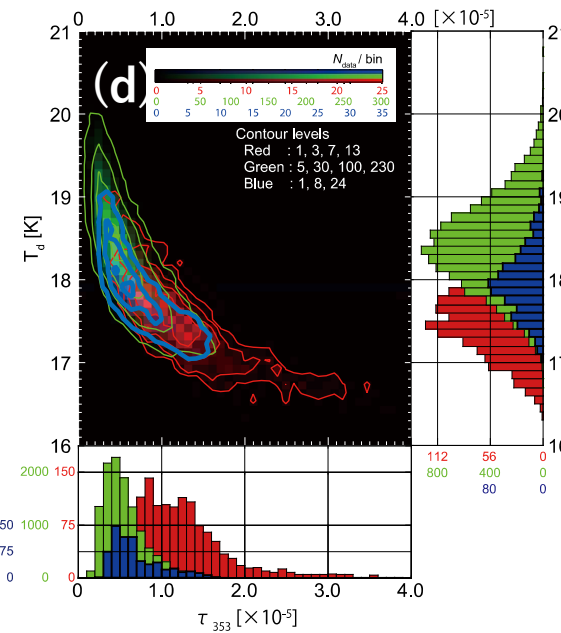 0 1.0 2.0 3.0 4.0 [×10-5]
21
20
19
18
17
16
T d [K]
(d)
N data / bin
0 5 10 15 20 25
0 50 100 150 200 250 300
0 5 10 15 20 25 30 35
Contour levels
Red : 1, 3, 7, 13
Green : 5, 30, 100, 230
Blue : 1, 8, 24
21
20
19
18
17
16
112 56 0
800 400 0
80 0
2000 150
50 1000 75
75
0 0 0
0 1.0 2.0 3.0 4.0
τ 353 [×10-5]